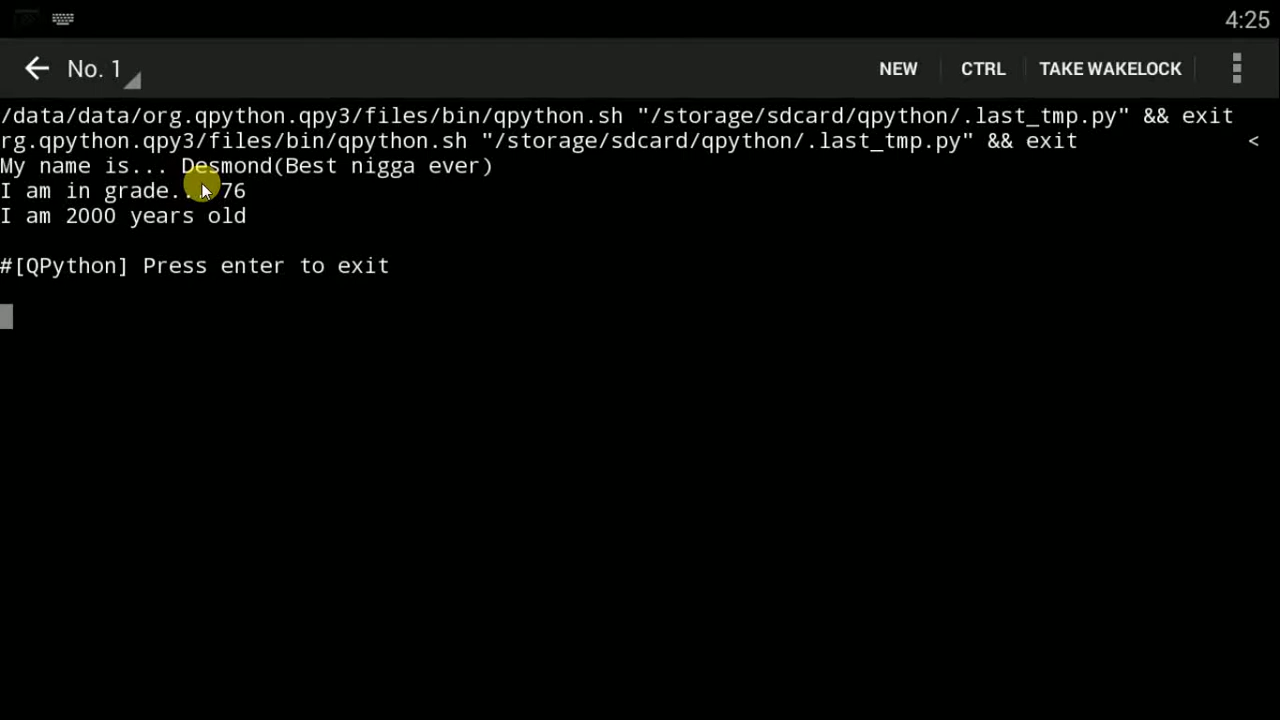 4:25
No. 1 NEW CTRL TAKE WAKELOCK
/data/data/org.qpython.qpy3/files/bin/qpython.sh "/storage/sdcard/qpython/.last_tmp.py" && exit
rg.qpython.qpy3/files/bin/qpython.sh "/storage/sdcard/qpython/.last_tmp.py" && exit <
My name is... Desmond(Best nigga ever)
I am in grade... 76
I am 2000 years old
#[QPython] Press enter to exit